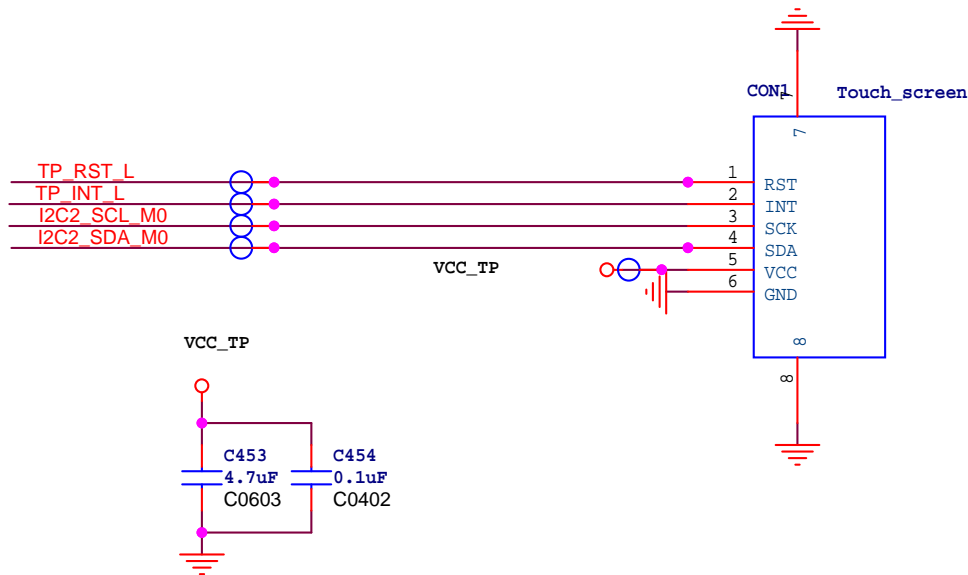 CON1
Touch_screen
7
7
TP_RST_L
1
RST
TP_INT_L
2
INT
I2C2_SCL_M0
3
SCK
I2C2_SDA_M0
4
SDA
VCC_TP
5
VCC
6
GND
8
8
VCC_TP
C453
4.7uF
C0603
C454
0.1uF
C0402